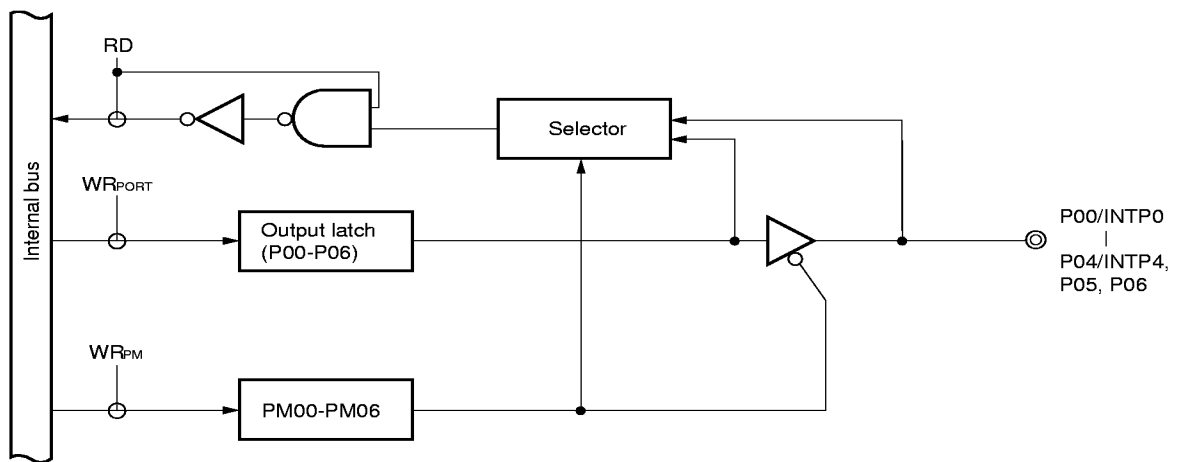 RD
Selector
Internal bus
WRPORT
Output latch
(P00-P06)
P00/INTP0
P04/INTP4,
P05, P06
WRPM
PM00-PM06